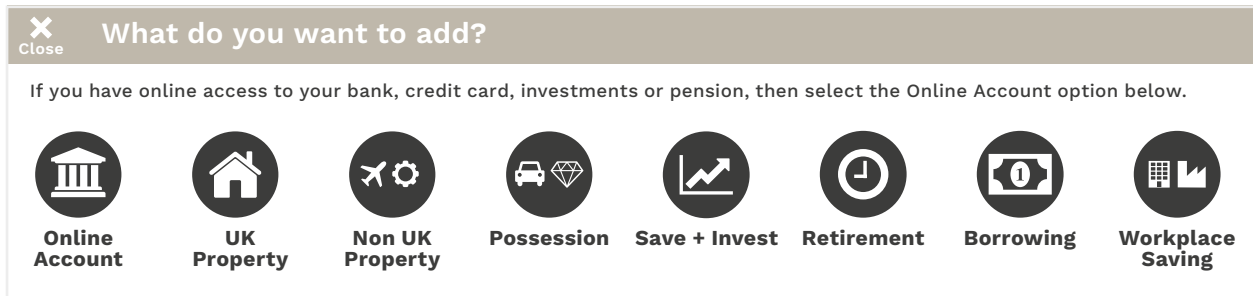 Close
What do you want to add?
If you have online access to your bank, credit card, investments or pension, then select the Online Account option below.
1
Online
Account
UK
Property
Non UK
Property
Possession
Save + Invest
Retirement
Borrowing
Workplace
Saving